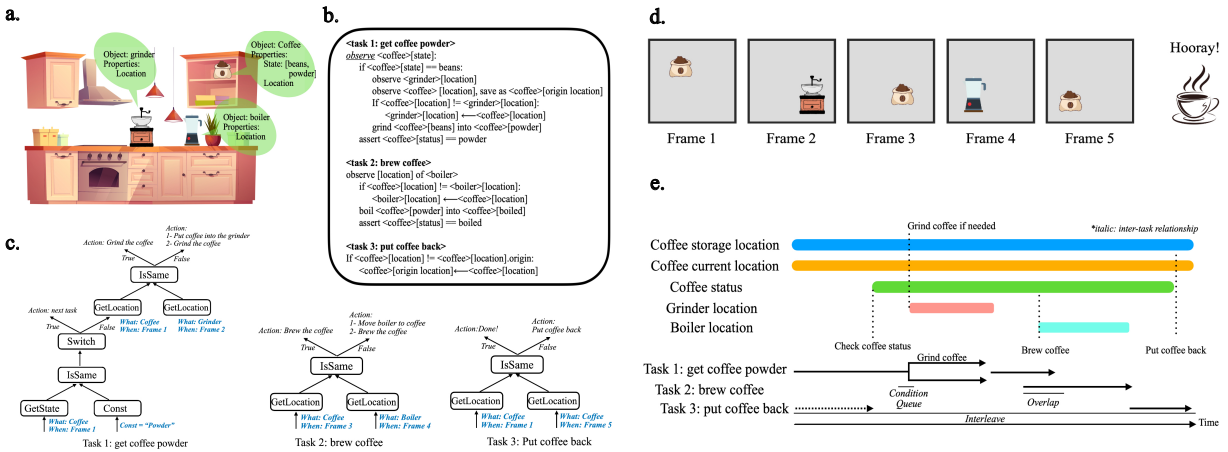 a.
Object: grinder
Properties:
Location
Object: Coffee
Properties:
State: [beans,
powder]
Location
Object: boiler
Properties:
Location
b.
<task 1: get coffee powder>
observe <coffee>[state]:
if <coffee>[state] == beans:
observe <grinder>[location]
observe <coffee> [location], save as <coffee>[origin location]
If <coffee>[location] != <grinder>[location]:
<grinder>[location] ⟵<coffee>[location]
grind <coffee>[beans] into <coffee>[powder]
assert <coffee>[status] == powder
<task 2: brew coffee>
observe [location] of <boiler>
if <coffee>[location] != <boiler>[location]:
<boiler>[location] ⟵<coffee>[location]
boil <coffee>[powder] into <coffee>[boiled]
assert <coffee>[status] == boiled
<task 3: put coffee back>
If <coffee>[location] != <coffee>[location].origin:
<coffee>[origin location]⟵<coffee>[location]
c.
Action: Grind the coffee
Action:
1- Put coffee into the grinder
2- Grind the coffee
True
False
IsSame
GetLocation
GetLocation
What: Coffee
When: Frame 1
What: Grinder
When: Frame 2
Action: next task
True
False
Switch
IsSame
GetState
Const
What: Coffee
When: Frame 1
Const = "Powder"
Task 1: get coffee powder
Action: Brew the coffee
Action:
1- Move boiler to coffee
2- Brew the coffee
True
False
IsSame
GetLocation
GetLocation
What: Coffee
When: Frame 3
What: Boiler
When: Frame 4
Task 2: brew coffee
Action:Done!
Action:
Put coffee back
True
False
IsSame
GetLocation
GetLocation
What: Coffee
When: Frame 1
What: Coffee
When: Frame 5
Task 3: Put coffee back
d.
Hooray!
Frame 1
Frame 2
Frame 3
Frame 4
Frame 5
e.
Grind coffee if needed
*italic: inter-task relationship
Coffee storage location
Coffee current location
Coffee status
Grinder location
Boiler location
Check coffee status
Brew coffee
Put coffee back
Grind coffee
Task 1: get coffee powder
Task 2: brew coffee
Condition
Queue
Overlap
Task 3: put coffee back
Interleave
Time